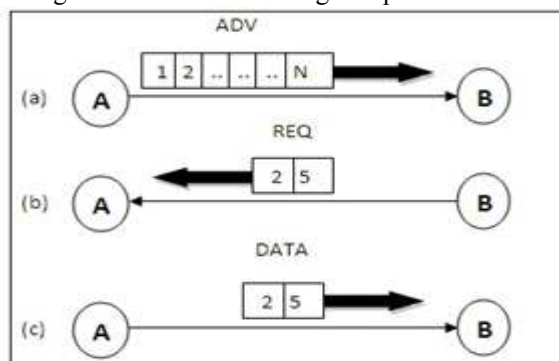 ADV
1 2 .. .. .. N
(a) A B
REQ
2 5
(b) A B
DATA
2 5
(c) A B